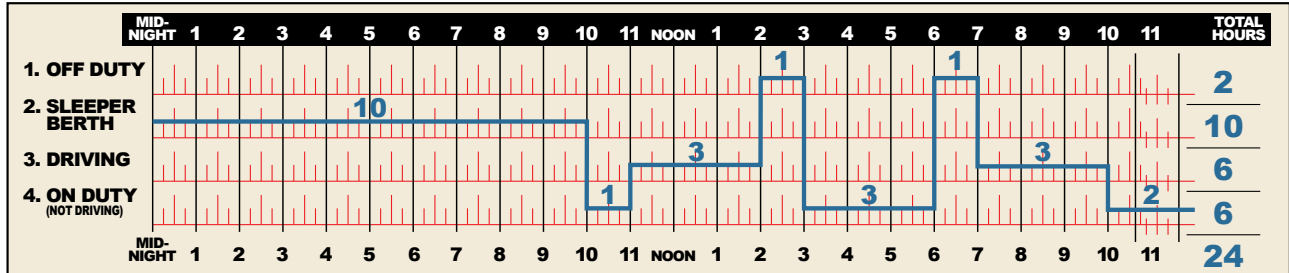 MID-
NIGHT 1 2 3 4 5 6 7 8 9 10 11 NOON 1 2 3 4 5 6 7 8 9 10 11 TOTAL
HOURS
1. OFF DUTY 1 1 2
2. SLEEPER
BERTH 10 10
3. DRIVING 3 3 6
4. ON DUTY 1 3 2 6
(NOT DRIVING)
MID-
NIGHT 1 2 3 4 5 6 7 8 9 10 11 NOON 1 2 3 4 5 6 7 8 9 10 11 24